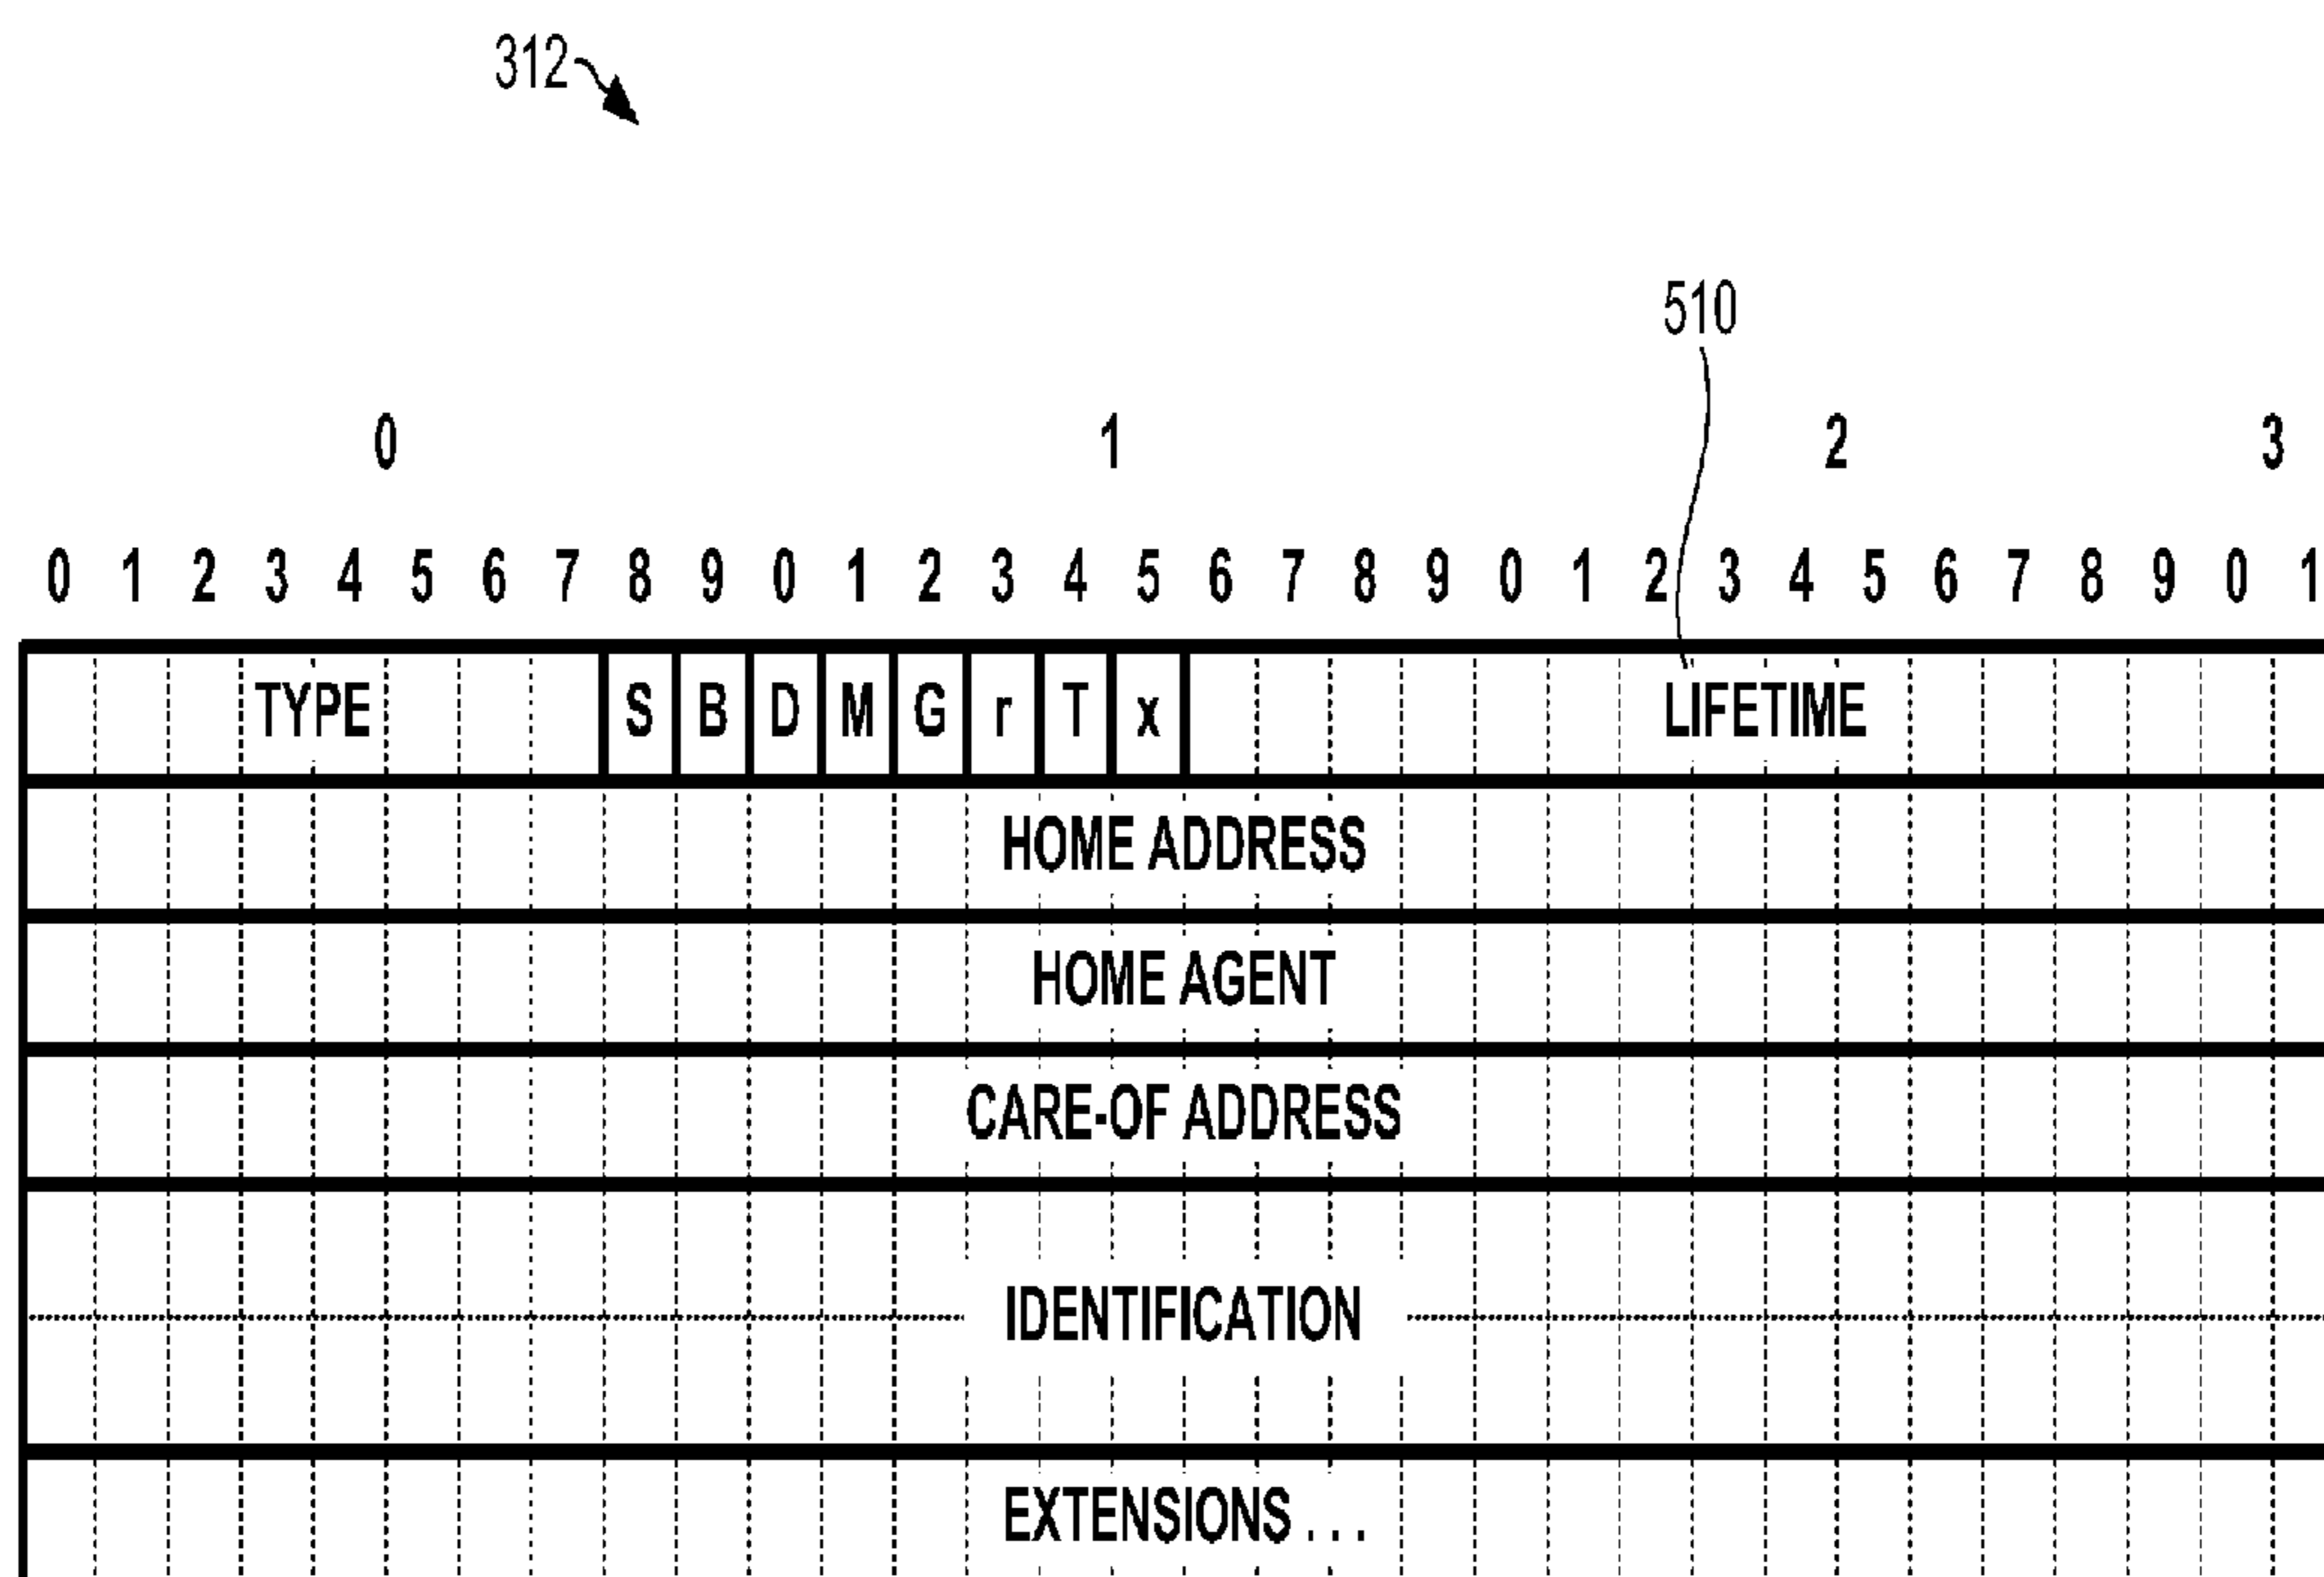 312
510
0 1 2 3
0 1 2 3 4 5 6 7 8 9 0 1 2 3 4 5 6 7 8 9 0 1 2 3 4 5 6 7 8 9 0 1
TYPE S B D M G r T x LIFETIME
HOME ADDRESS
HOME AGENT
CARE-OF ADDRESS
IDENTIFICATION
EXTENSIONS . . .